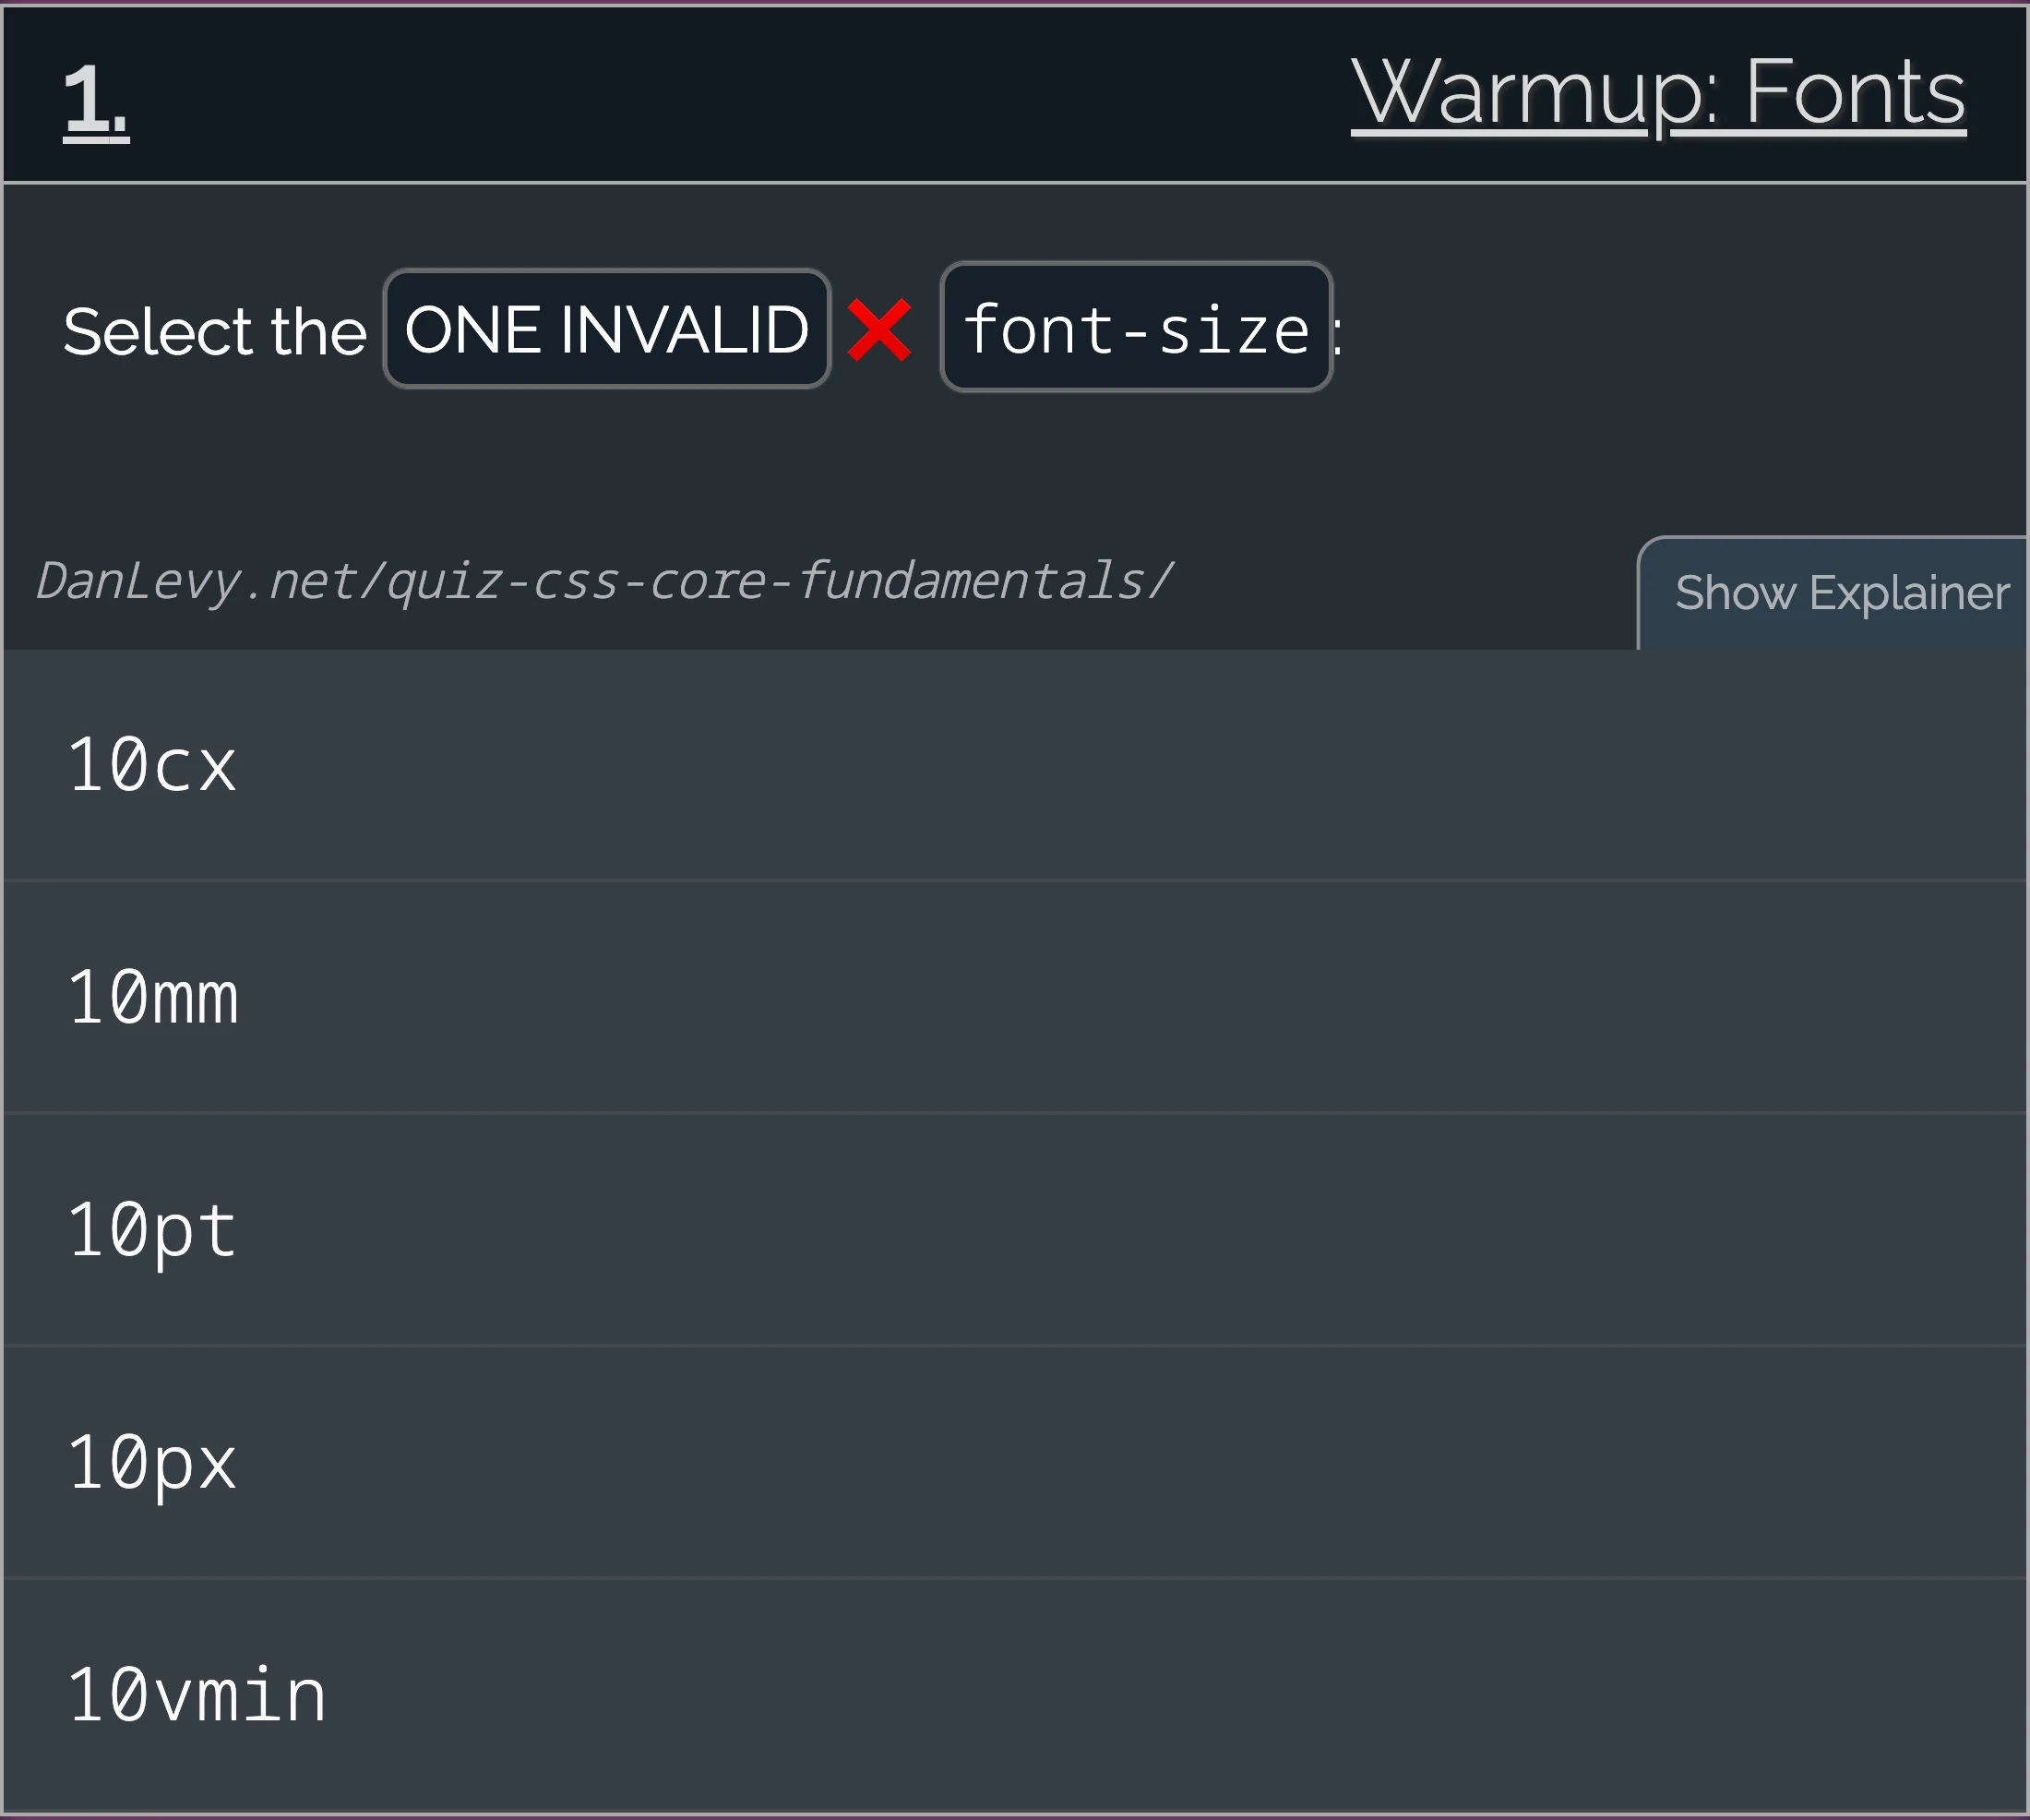 1.
Warmup: Fonts
Select the ONE INVALID ❌ font-size:
DanLevy.net/quiz-css-core-fundamentals/
Show Explainer
10cx
10mm
10pt
10px
10vmin